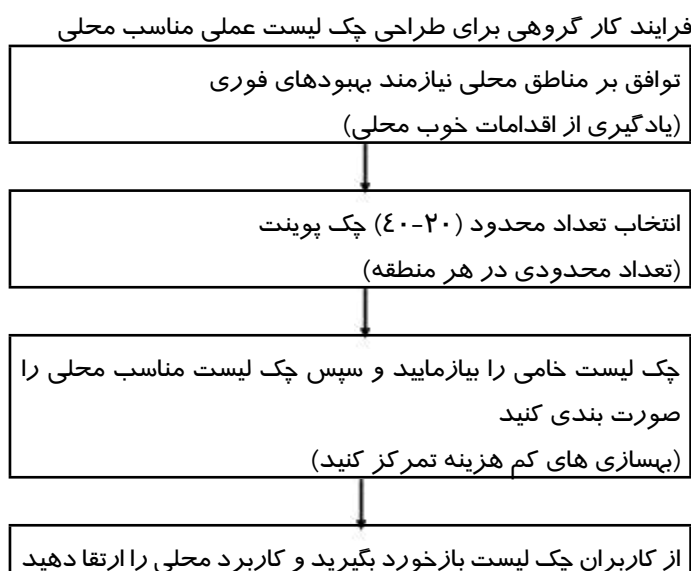 فرایند کار گروهی برای طراحی چک لیست عملی مناسب محلی
توافق بر مناطق محلی نیازمند بهبودهای فوری
(یادگیری از اقدامات خوب محلی)
انتخاب تعداد محدود (۲۰-٤۰) چک پوینت
(تعداد محدودی در هر منطقه)
چک لیست خامی را بیازمایید و سپس چک لیست مناسب محلی را
صورت بندی کنید
(بهسازی های کم هزینه تمرکز کنید)
از کاربران چک لیست بازخورد بگیرید و کاربرد محلی را ارتقا دهید